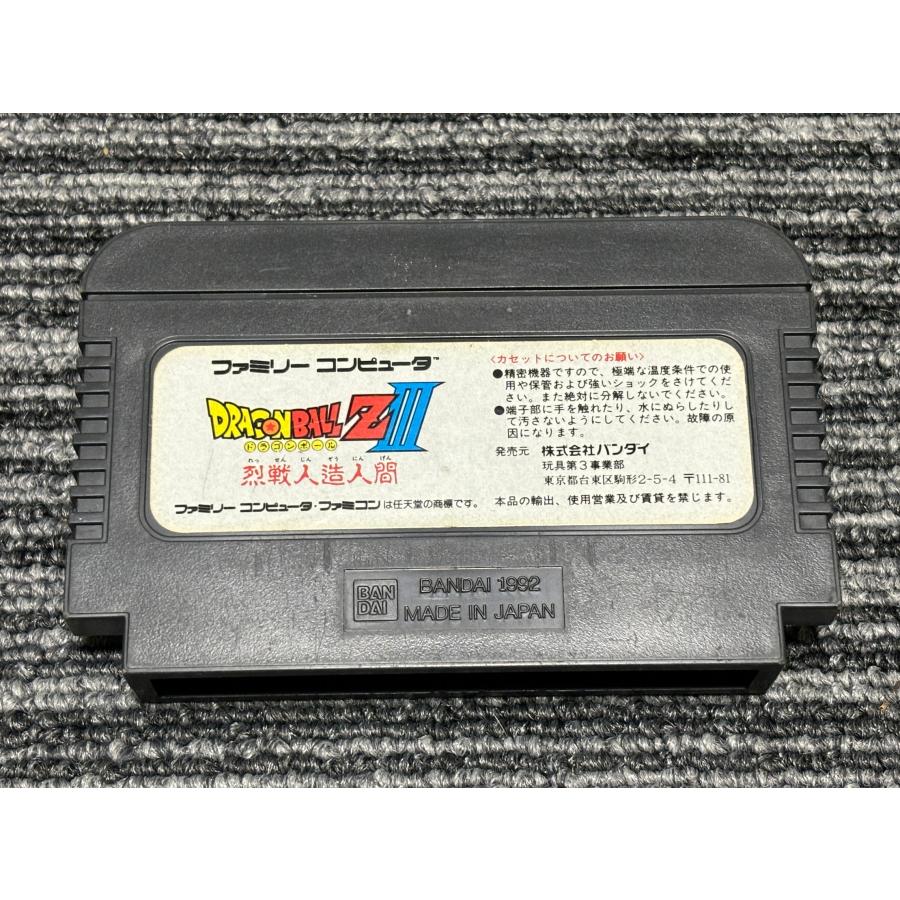 ファミリー コンピュータ™
DRAGON BALL Z III
ドラゴンボール
れっ せん じん ぞう にん げん
烈戦人造人間
ファミリー コンピュータ・ファミコンは任天堂の商標です。
〈カセットについてのお願い〉
●精密機器ですので、極端な温度条件での使
用や保管および強いショックをさけてくだ
さい。また絶対に分解しないでください。
●端子部に手を触れたり、水にぬらしたりし
て汚さないようにしてください。故障の原
因になります。
発売元 株式会社バンダイ
玩具第3事業部
東京都台東区駒形2-5-4 〒111-81
本品の輸出、使用営業及び賃貸を禁じます。
BAN
DAI
BANDAI 1992
MADE IN JAPAN